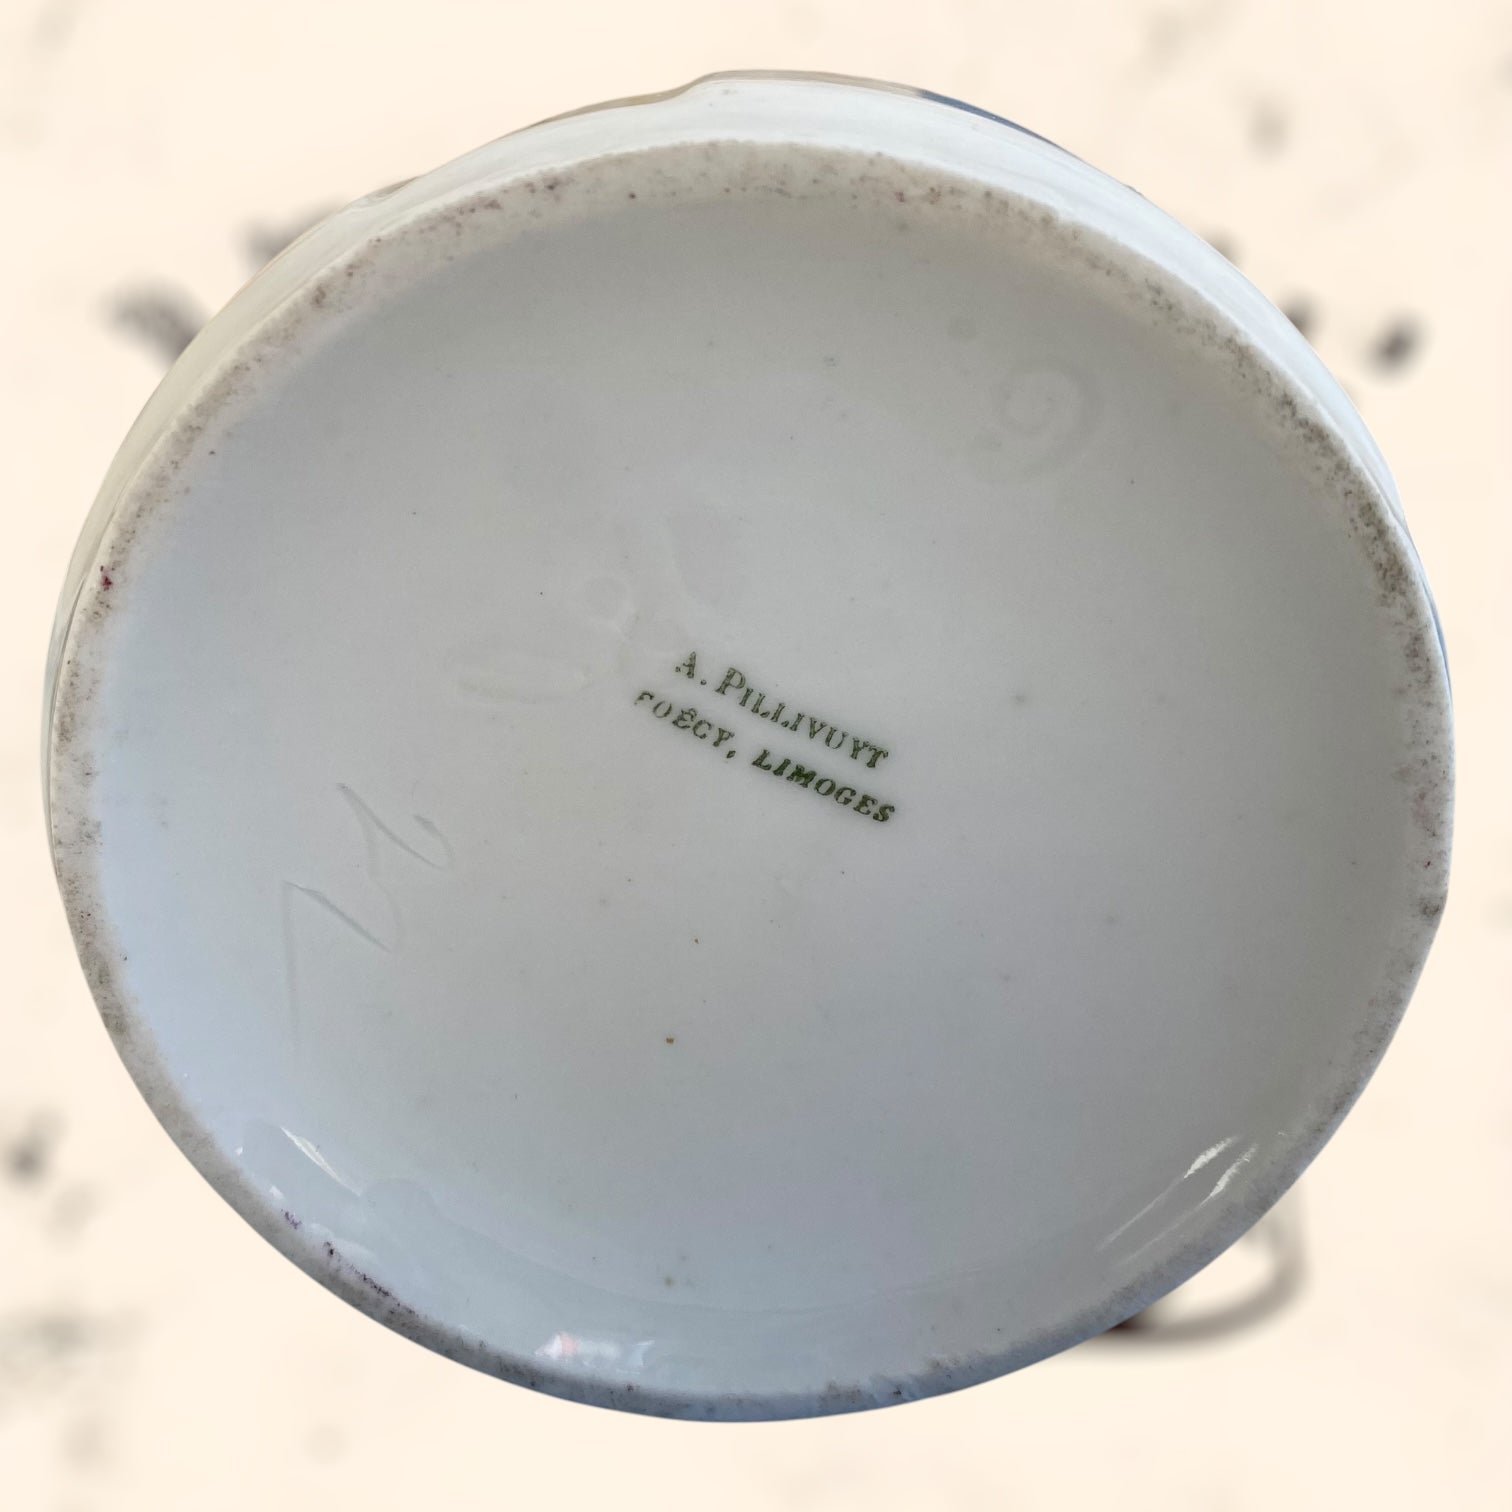 A. PILLIVUYT
FOËCY, LIMOGES